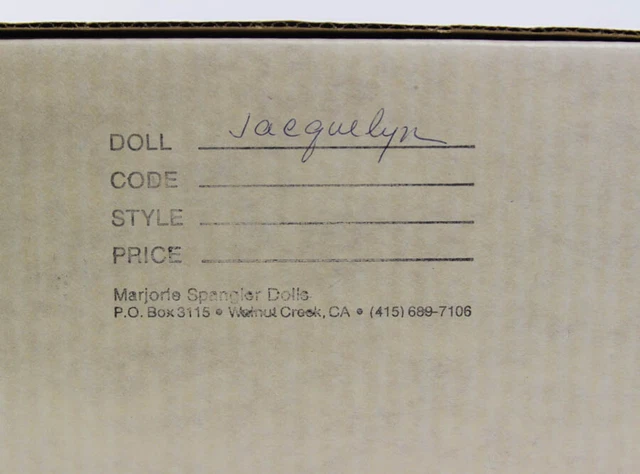 DOLL Jacquelyn
CODE
STYLE
PRICE
Marjorie Spangler Dolls
P.O. Box 3115 • Walnut Creek, CA • (415) 689-7106